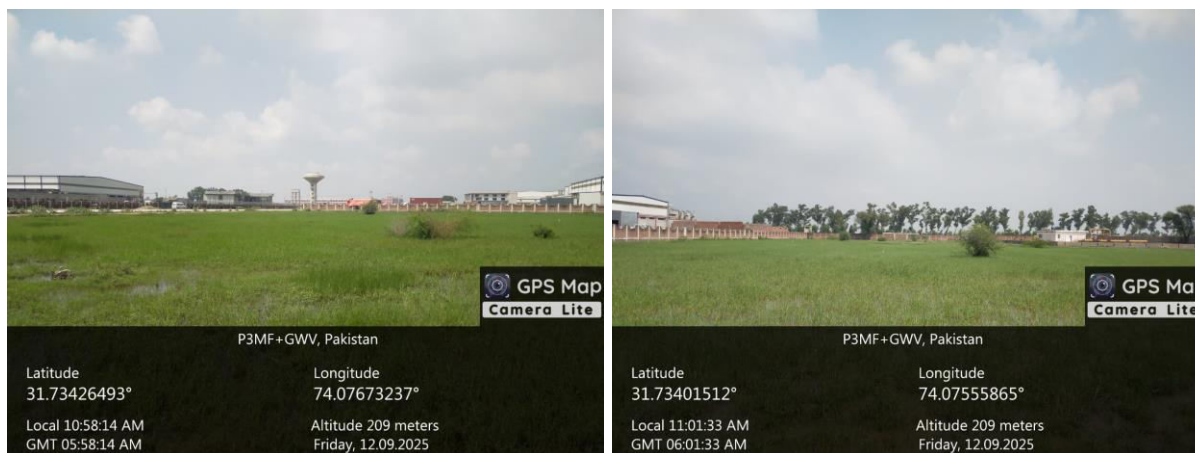 GPS Map
Camera Lite
P3MF+GWV, Pakistan
Latitude
31.73426493°
Longitude
74.07673237°
Local 10:58:14 AM
GMT 05:58:14 AM
Altitude 209 meters
Friday, 12.09.2025
GPS Map
Camera Lite
P3MF+GWV, Pakistan
Latitude
31.73401512°
Longitude
74.07555865°
Local 11:01:33 AM
GMT 06:01:33 AM
Altitude 209 meters
Friday, 12.09.2025